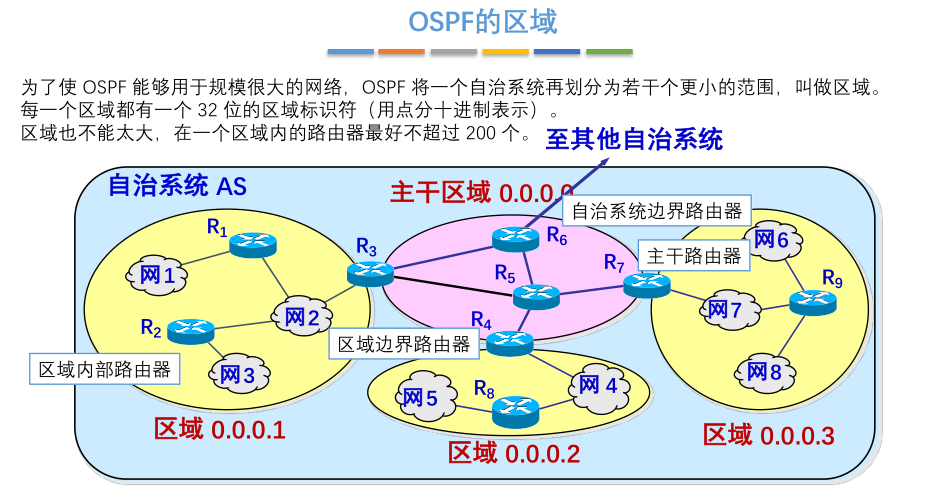 OSPF的区域
为了使 OSPF 能够用于规模很大的网络，OSPF 将一个自治系统再划分为若干个更小的范围，叫做区域。
每一个区域都有一个 32 位的区域标识符（用点分十进制表示）。
区域也不能太大，在一个区域内的路由器最好不超过 200 个。
至其他自治系统
自治系统 AS
主干区域 0.0.0.0
自治系统边界路由器
R1
R6
网6
R3
主干路由器
网1
R5
R7
R9
网2
网7
R4
R2
区域边界路由器
区域内部路由器
网3
网8
网4
R8
网5
区域 0.0.0.1
区域 0.0.0.2
区域 0.0.0.3